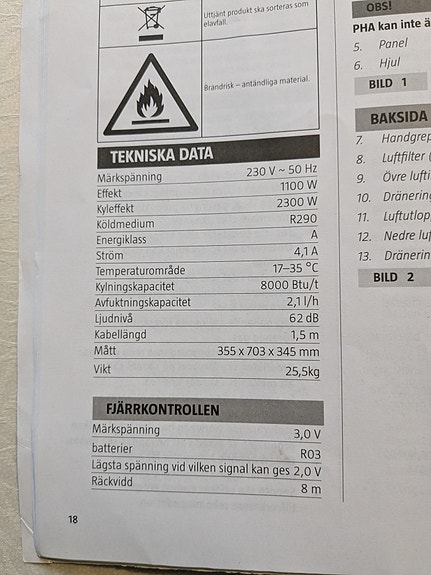 Uttjänt produkt ska sorteras som
elavfall.
Brandrisk – antändliga material.
TEKNISKA DATA
Märkspänning 230 V ~ 50 Hz
Effekt 1100 W
Kyleffekt 2300 W
Köldmedium R290
Energiklass A
Ström 4,1 A
Temperaturområde 17–35 °C
Kylningskapacitet 8000 Btu/t
Avfuktningskapacitet 2,1 l/h
Ljudnivå 62 dB
Kabellängd 1,5 m
Mått 355 x 703 x 345 mm
Vikt 25,5kg
FJÄRRKONTROLLEN
Märkspänning 3,0 V
batterier R03
Lägsta spänning vid vilken signal kan ges 2,0 V
Räckvidd 8 m
18
OBS!
PHA kan inte
5. Panel
6. Hjul
BILD 1
BAKSIDA
7. Handgrep
8. Luftfilter (
9. Övre lufti
10. Dränering
11. Luftutlopp
12. Nedre luf
13. Dränerin
BILD 2